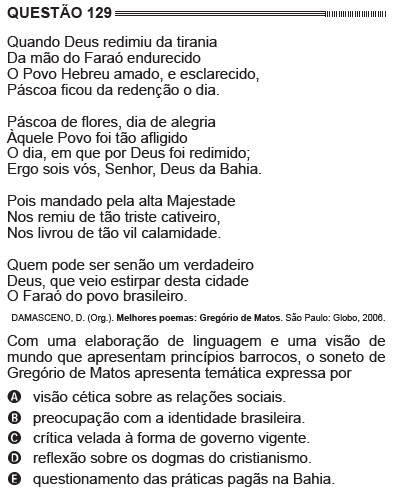 QUESTÃO 129
Quando Deus redimiu da tirania
Da mão do Faraó endurecido
O Povo Hebreu amado, e esclarecido,
Páscoa ficou da redenção o dia.
Páscoa de flores, dia de alegria
Àquele Povo foi tão afligido
O dia, em que por Deus foi redimido;
Ergo sois vós, Senhor, Deus da Bahia.
Pois mandado pela alta Majestade
Nos remiu de tão triste cativeiro,
Nos livrou de tão vil calamidade.
Quem pode ser senão um verdadeiro
Deus, que veio estirpar desta cidade
O Faraó do povo brasileiro.
DAMASCENO, D. (Org.). Melhores poemas: Gregório de Matos. São Paulo: Globo, 2006.
Com uma elaboração de linguagem e uma visão de
mundo que apresentam princípios barrocos, o soneto de
Gregório de Matos apresenta temática expressa por
A visão cética sobre as relações sociais.
B preocupação com a identidade brasileira.
C crítica velada à forma de governo vigente.
D reflexão sobre os dogmas do cristianismo.
E questionamento das práticas pagãs na Bahia.